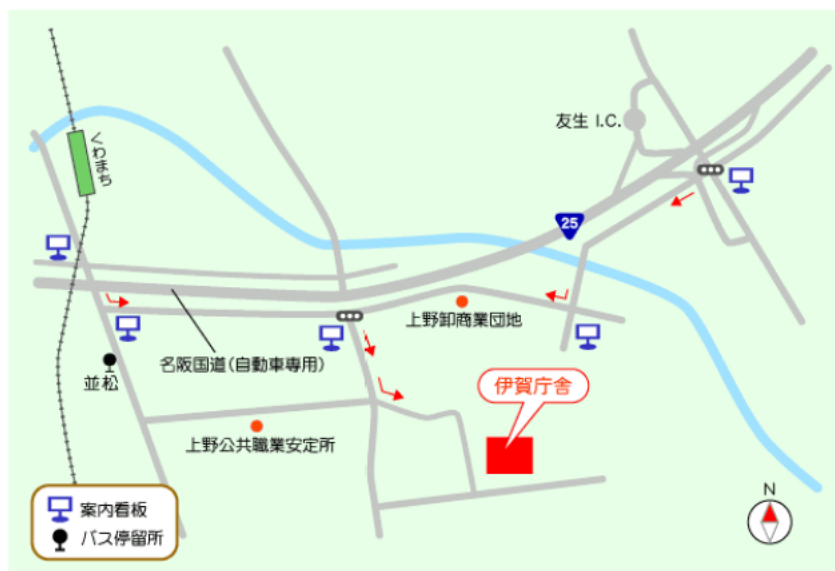 友生 I.C.
くわまち
25
上野卸商業団地
名阪国道(自動車専用)
並松
伊賀庁舎
上野公共職業安定所
案内看板
バス停留所
N